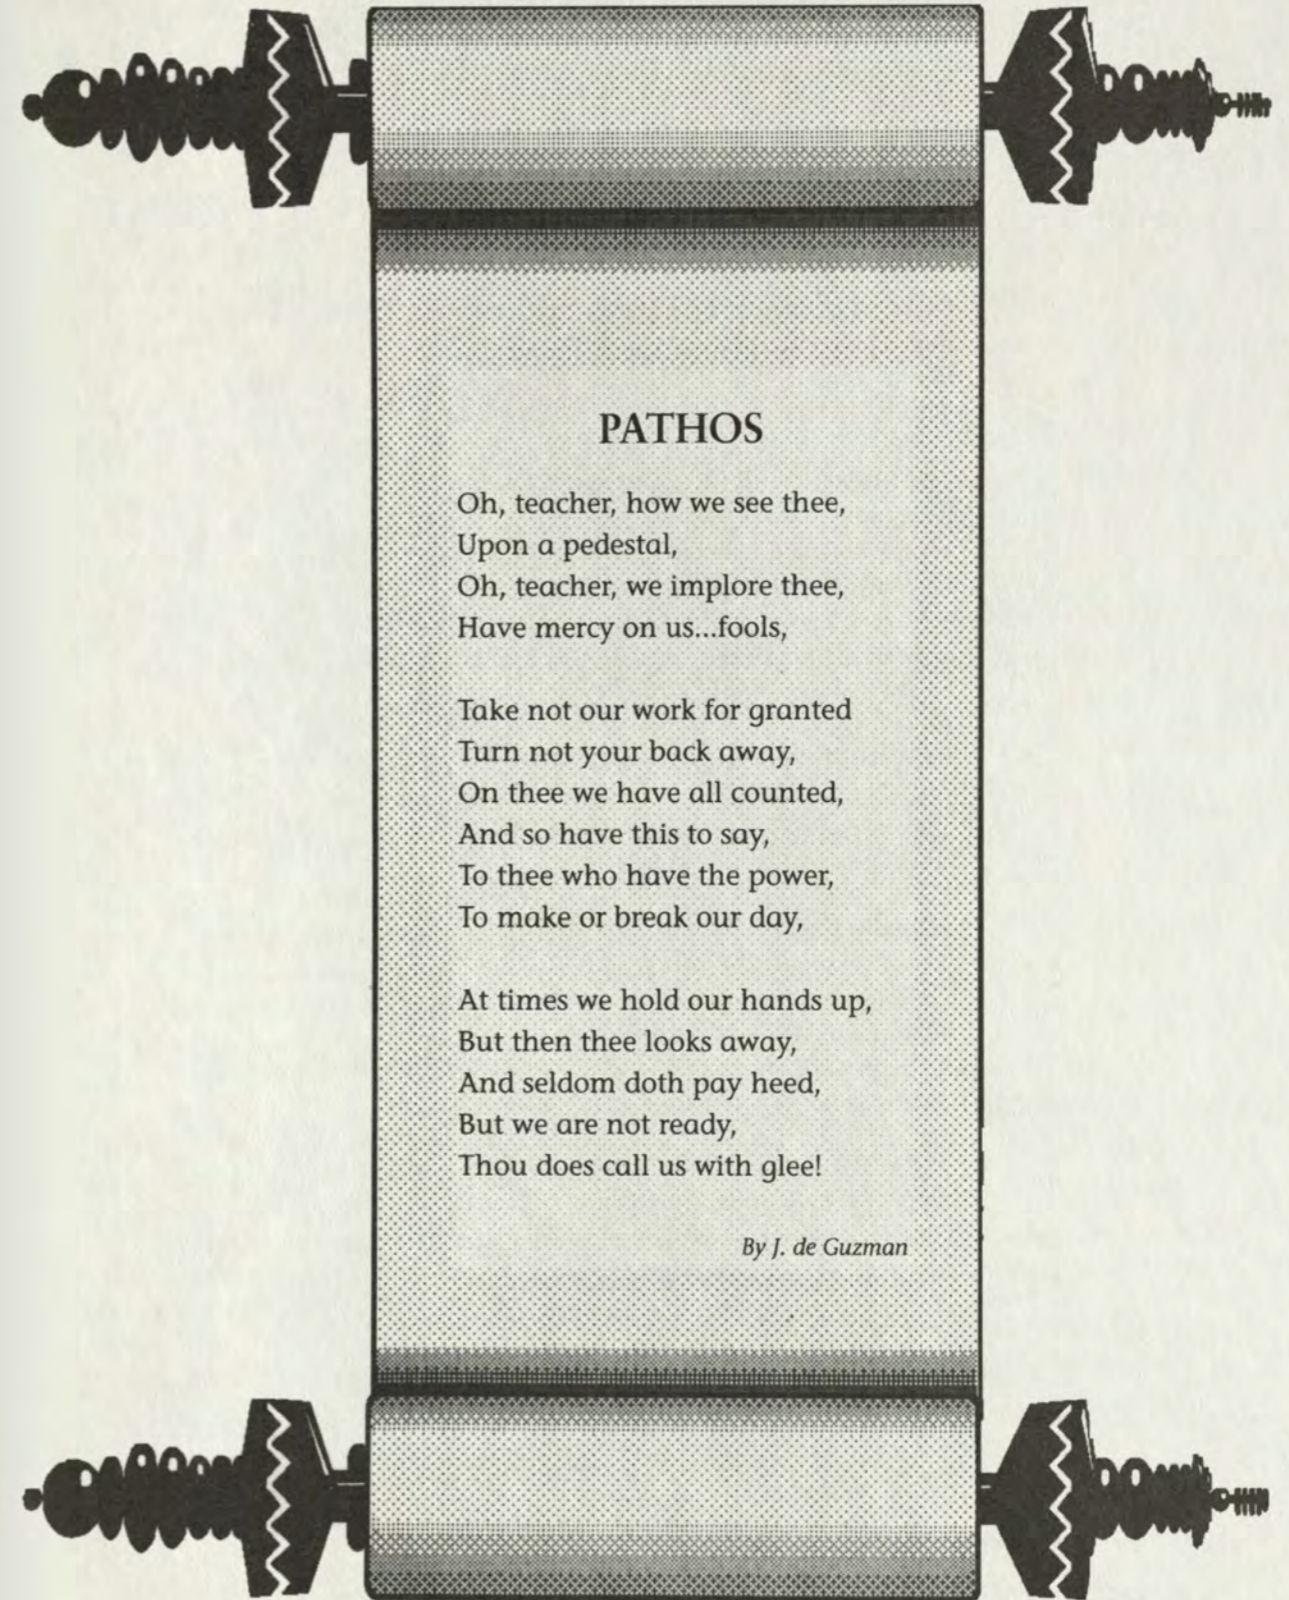 PATHOS
Oh, teacher, how we see thee,
Upon a pedestal,
Oh, teacher, we implore thee,
Have mercy on us...fools,
Take not our work for granted
Turn not your back away,
On thee we have all counted,
And so have this to say,
To thee who have the power,
To make or break our day,
At times we hold our hands up,
But then thee looks away,
And seldom doth pay heed,
But we are not ready,
Thou does call us with glee!
By J. de Guzman